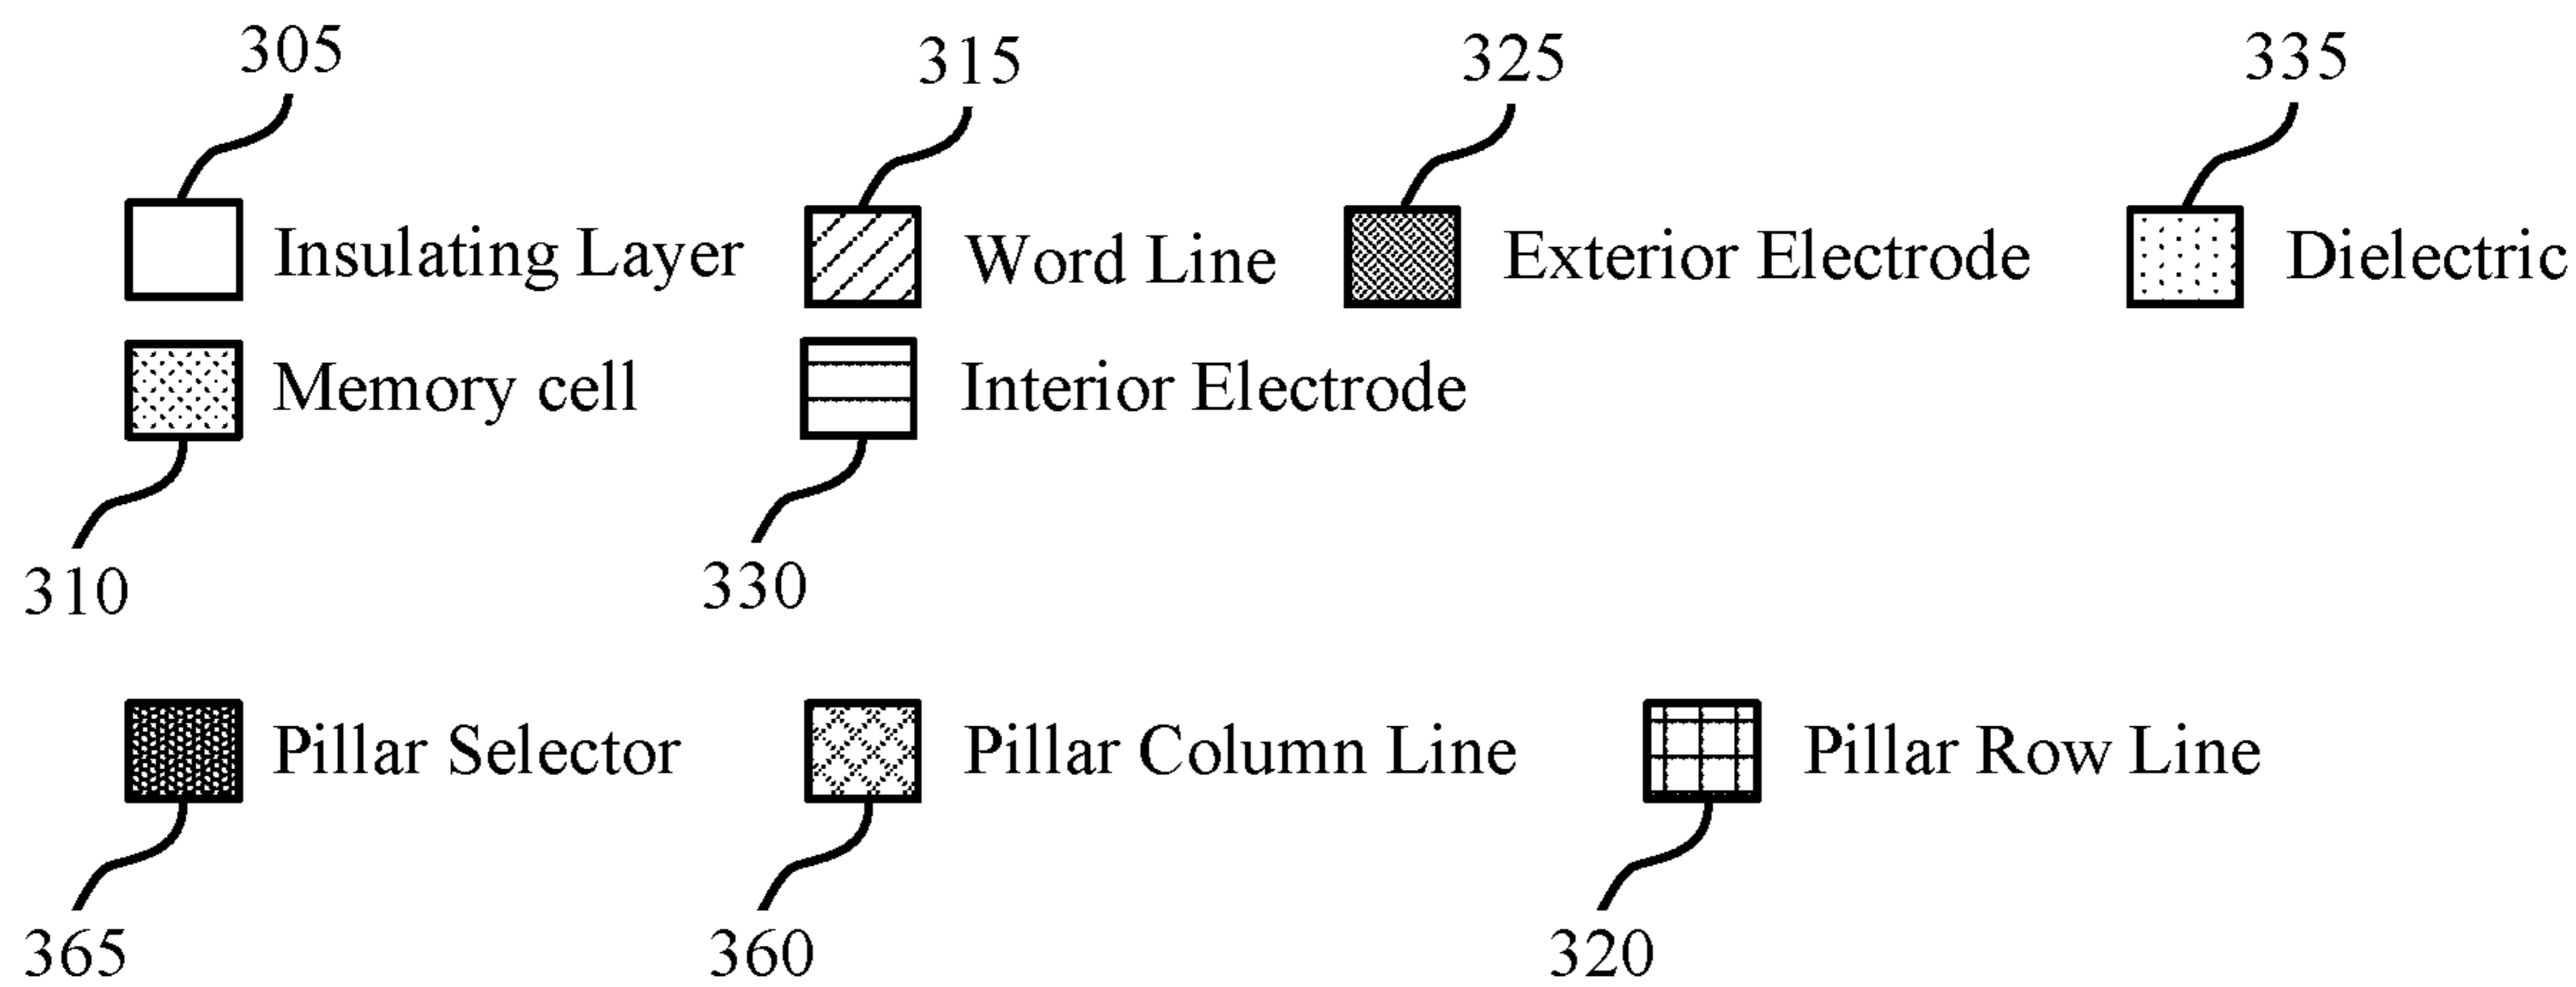 305 315 325 335
Insulating Layer Word Line Exterior Electrode Dielectric
Memory cell Interior Electrode
310 330
Pillar Selector Pillar Column Line Pillar Row Line
365 360 320